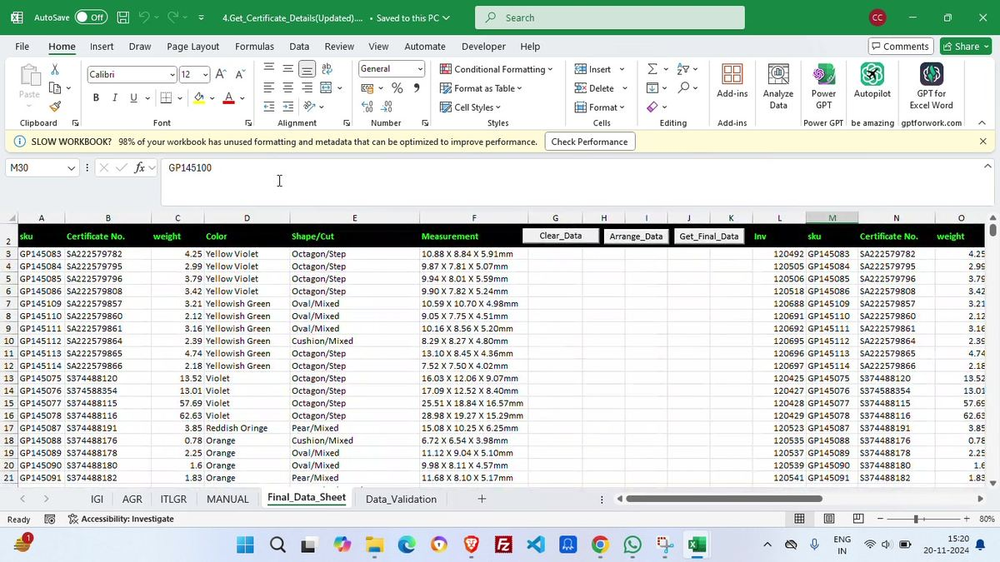 AutoSave Off 4.Get_Certificate_Details(Updated).... • Saved to this PC Search CC
File Home Insert Draw Page Layout Formulas Data Review View Automate Developer Help Comments Share
Paste Calibri 12 A A ab General Conditional Formatting Insert Add-ins Analyze Data Power GPT Autopilot GPT for Excel Word
B I U A % Format as Table Delete
Cell Styles Format
Clipboard Font Alignment Number Styles Cells Editing Add-ins Power GPT be amazing gptforwork.com
SLOW WORKBOOK? 98% of your workbook has unused formatting and metadata that can be optimized to improve performance. Check Performance
M30 fx GP145100
A B C D E F G H I J K L M N O
2 sku Certificate No. weight Color Shape/Cut Measurement Clear_Data Arrange_Data Get_Final_Data Inv sku Certificate No. weight
3 GP145083 SA222579782 4.25 Yellow Violet Octagon/Step 10.88 X 8.84 X 5.91mm 120492 GP145083 SA222579782 4.25
4 GP145084 SA222579795 2.99 Yellow Violet Octagon/Step 9.87 X 7.81 X 5.07mm 120505 GP145084 SA222579795 2.99
5 GP145085 SA222579796 3.79 Yellow Violet Octagon/Step 9.94 X 8.01 X 5.59mm 120506 GP145085 SA222579796 3.79
6 GP145086 SA222579808 3.42 Yellow Violet Octagon/Step 9.90 X 7.82 X 5.24mm 120518 GP145086 SA222579808 3.42
7 GP145109 SA222579857 3.21 Yellowish Green Oval/Mixed 10.59 X 10.70 X 4.98mm 120688 GP145109 SA222579857 3.21
8 GP145110 SA222579860 2.12 Yellowish Green Oval/Mixed 9.05 X 7.75 X 4.51mm 120691 GP145110 SA222579860 2.12
9 GP145111 SA222579861 3.16 Yellowish Green Oval/Mixed 10.16 X 8.56 X 5.20mm 120692 GP145111 SA222579861 3.16
10 GP145112 SA222579864 2.39 Yellowish Green Cushion/Mixed 8.29 X 8.27 X 4.80mm 120695 GP145112 SA222579864 2.39
11 GP145113 SA222579865 4.74 Yellowish Green Octagon/Step 13.10 X 8.45 X 4.36mm 120696 GP145113 SA222579865 4.74
12 GP145114 SA222579866 2.18 Yellowish Green Octagon/Step 7.52 X 7.50 X 4.02mm 120697 GP145114 SA222579866 2.18
13 GP145075 S374488120 13.52 Violet Octagon/Step 16.03 X 12.06 X 9.07mm 120425 GP145075 S374488120 13.52
14 GP145076 S374588354 13.01 Violet Octagon/Step 17.09 X 12.52 X 8.40mm 120427 GP145076 S374588354 13.01
15 GP145077 S374488115 57.69 Violet Octagon/Step 25.51 X 18.84 X 16.57mm 120428 GP145077 S374488115 57.69
16 GP145078 S374488116 62.63 Violet Octagon/Step 28.98 X 19.27 X 15.29mm 120429 GP145078 S374488116 62.63
17 GP145087 S374488191 3.85 Reddish Oringe Pear/Mixed 15.08 X 10.25 X 6.25mm 120523 GP145087 S374488191 3.85
18 GP145088 S374488176 0.78 Orange Cushion/Mixed 6.72 X 6.54 X 3.98mm 120535 GP145088 S374488176 0.78
19 GP145089 S374488178 2.25 Orange Oval/Mixed 11.12 X 9.04 X 5.10mm 120537 GP145089 S374488178 2.25
20 GP145090 S374488180 1.6 Orange Oval/Mixed 9.98 X 8.11 X 4.57mm 120539 GP145090 S374488180 1.6
21 GP145091 S374488182 1.83 Orange Pear/Mixed 11.68 X 8.10 X 5.17mm 120541 GP145091 S374488182 1.83
IGI AGR ITLGR MANUAL Final_Data_Sheet Data_Validation
Ready Accessibility: Investigate 80%
1 ENG 15:20
IN 20-11-2024